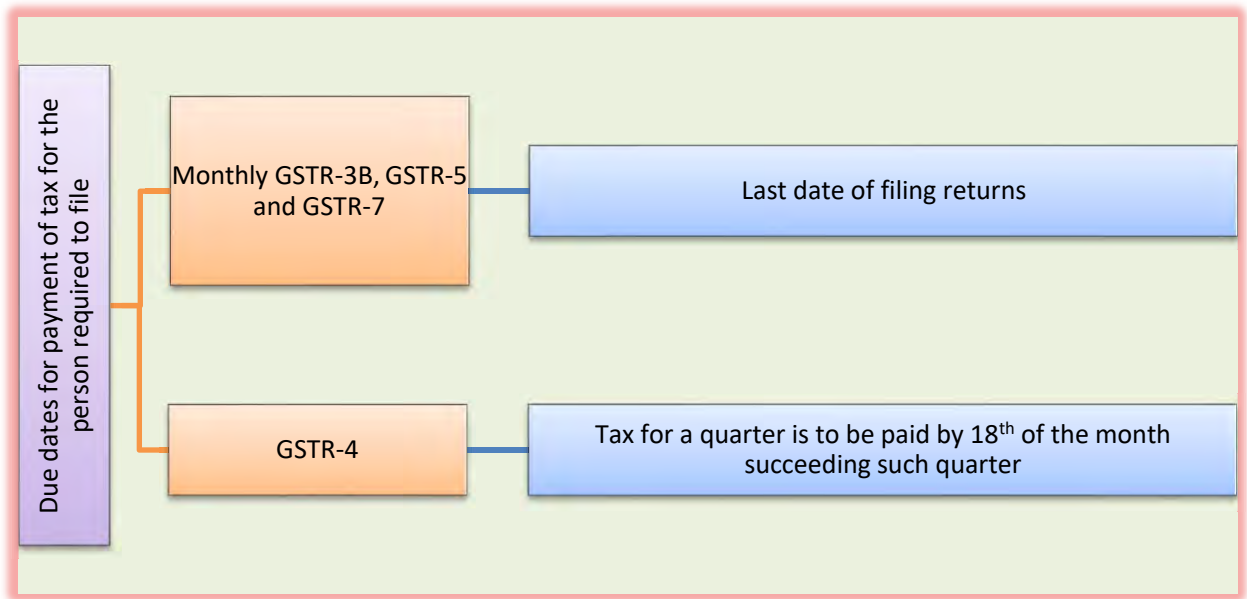 Due dates for payment of tax for the
person required to file
Monthly GSTR-3B, GSTR-5
and GSTR-7
Last date of filing returns
GSTR-4
Tax for a quarter is to be paid by 18th of the month
succeeding such quarter